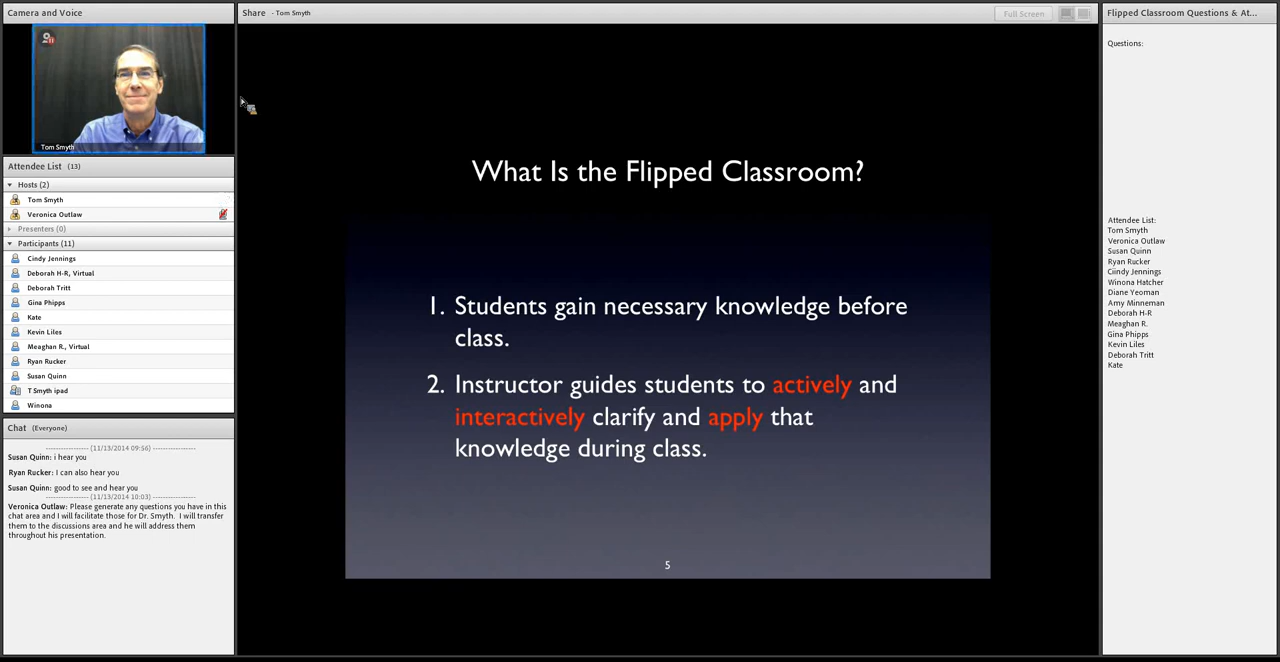 Camera and Voice
Tom Smyth
Attendee List (13)
Hosts (2)
Tom Smyth
Veronica Outlaw
Presenters (0)
Participants (11)
Cindy Jennings
Deborah H-R, Virtual
Deborah Tritt
Gina Phipps
Kate
Kevin Liles
Meaghan R., Virtual
Ryan Rucker
Susan Quinn
T Smyth ipad
Winona
Chat (Everyone)
------------------ (11/13/2014 09:56) ------------------
Susan Quinn: i hear you
Ryan Rucker: I can also hear you
Susan Quinn: good to see and hear you
------------------ (11/13/2014 10:03) ------------------
Veronica Outlaw: Please generate any questions you have in this
chat area and I will facilitate those for Dr. Smyth. I will transfer
them to the discussions area and he will address them
throughout his presentation.
Share - Tom Smyth
Full Screen
What Is the Flipped Classroom?
1. Students gain necessary knowledge before
class.
2. Instructor guides students to actively and
interactively clarify and apply that
knowledge during class.
5
Flipped Classroom Questions & At...
Questions:
Attendee List:
Tom Smyth
Veronica Outlaw
Susan Quinn
Ryan Rucker
Ciindy Jennings
Winona Hatcher
Diane Yeoman
Amy Minneman
Deborah H-R
Meaghan R.
Gina Phipps
Kevin Liles
Deborah Tritt
Kate